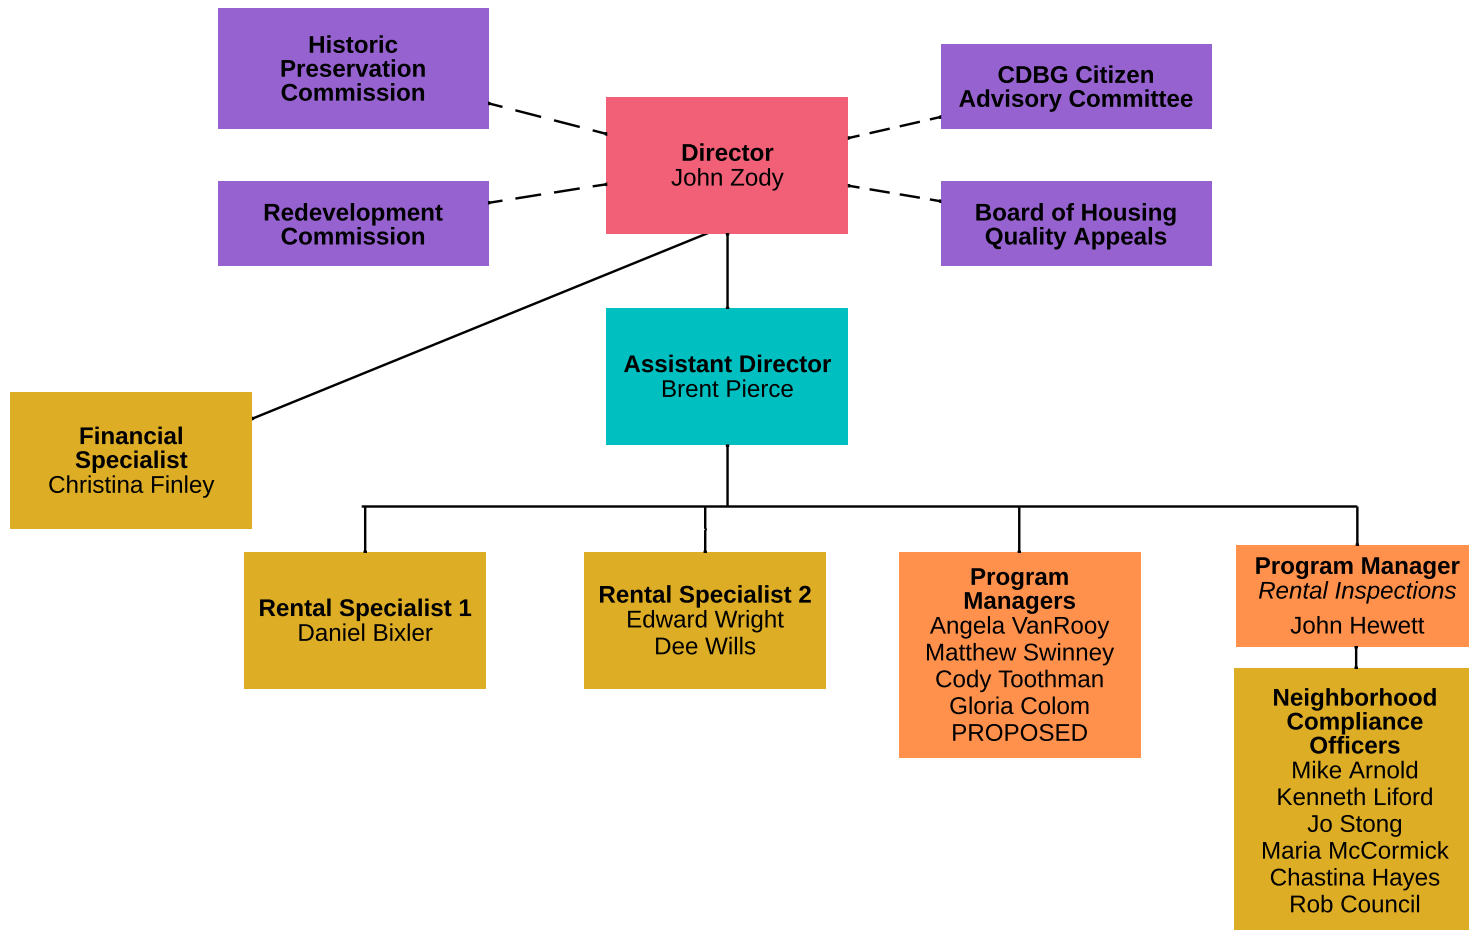 Historic
Preservation
Commission
CDBG Citizen
Advisory Committee
Director
John Zody
Redevelopment
Commission
Board of Housing
Quality Appeals
Assistant Director
Brent Pierce
Financial
Specialist
Christina Finley
Rental Specialist 1
Daniel Bixler
Rental Specialist 2
Edward Wright
Dee Wills
Program
Managers
Angela VanRooy
Matthew Swinney
Cody Toothman
Gloria Colom
PROPOSED
Program Manager
Rental Inspections
John Hewett
Neighborhood
Compliance
Officers
Mike Arnold
Kenneth Liford
Jo Stong
Maria McCormick
Chastina Hayes
Rob Council